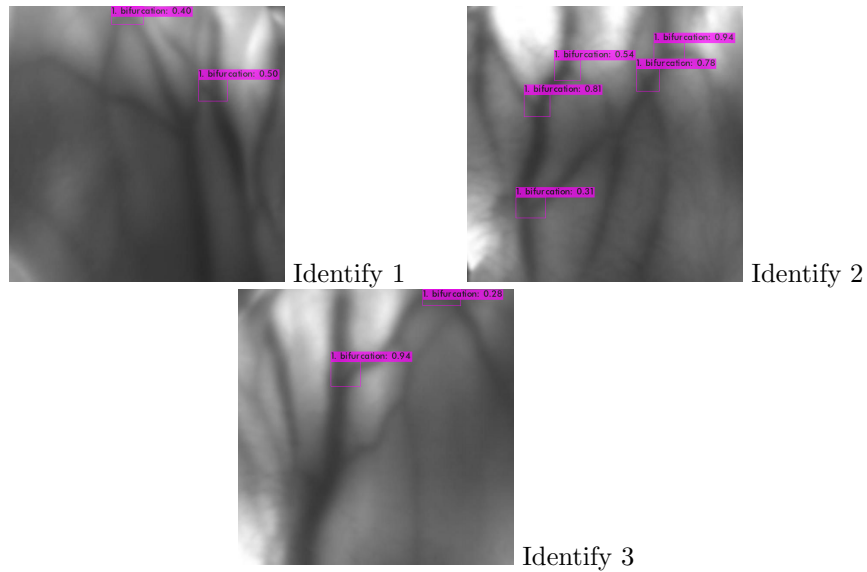 1. bifurcation: 0.40
1. bifurcation: 0.50
Identify 1
1. bifurcation: 0.94
1. bifurcation: 0.54
1. bifurcation: 0.78
1. bifurcation: 0.81
1. bifurcation: 0.31
Identify 2
1. bifurcation: 0.28
1. bifurcation: 0.94
Identify 3